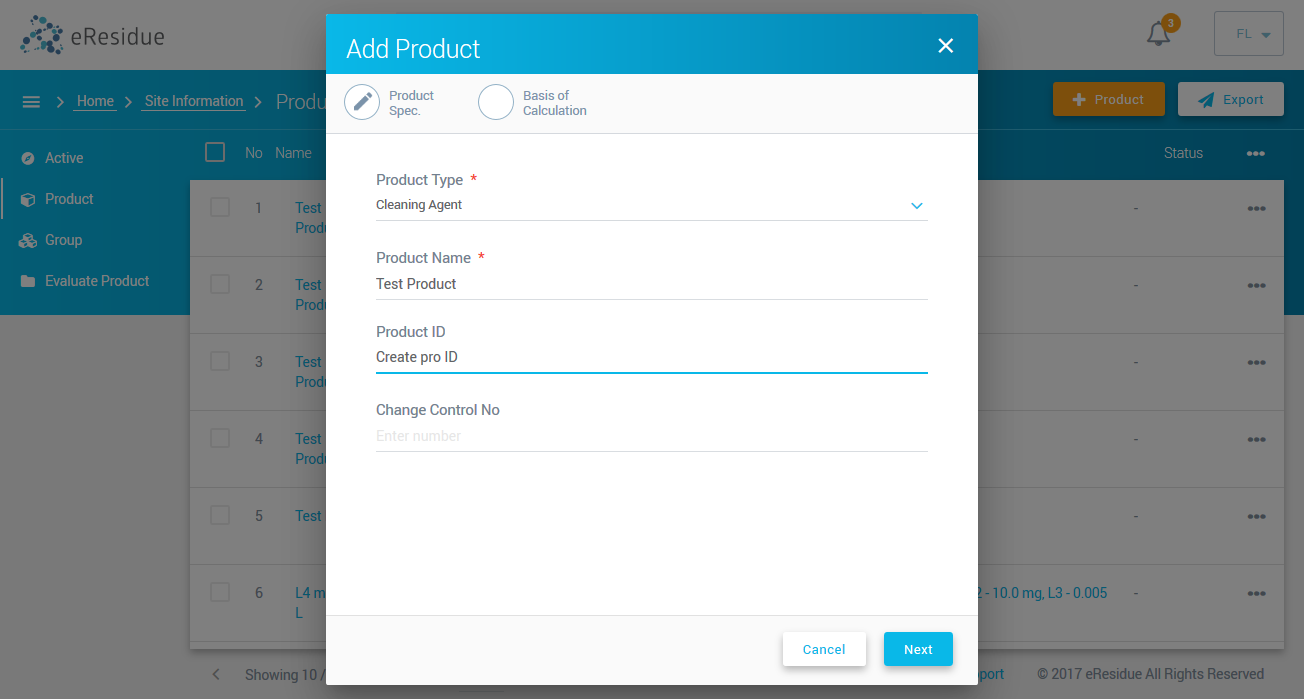 eResidue
3
FL
Home
Site Information
Produ
Product
Export
Add Product
Product
Spec.
Basis of
Calculation
Active
Product
Group
Evaluate Product
No
Name
Status
1
Test
Produ
-
2
Test
Produ
-
3
Test
Produ
-
4
Test
Produ
-
5
Test
-
6
L4 m
L
- 10.0 mg, L3 - 0.005
-
Product Type *
Cleaning Agent
Product Name *
Test Product
Product ID
Create pro ID
Change Control No
Enter number
Cancel
Next
Showing 10 /
port
© 2017 eResidue All Rights Reserved